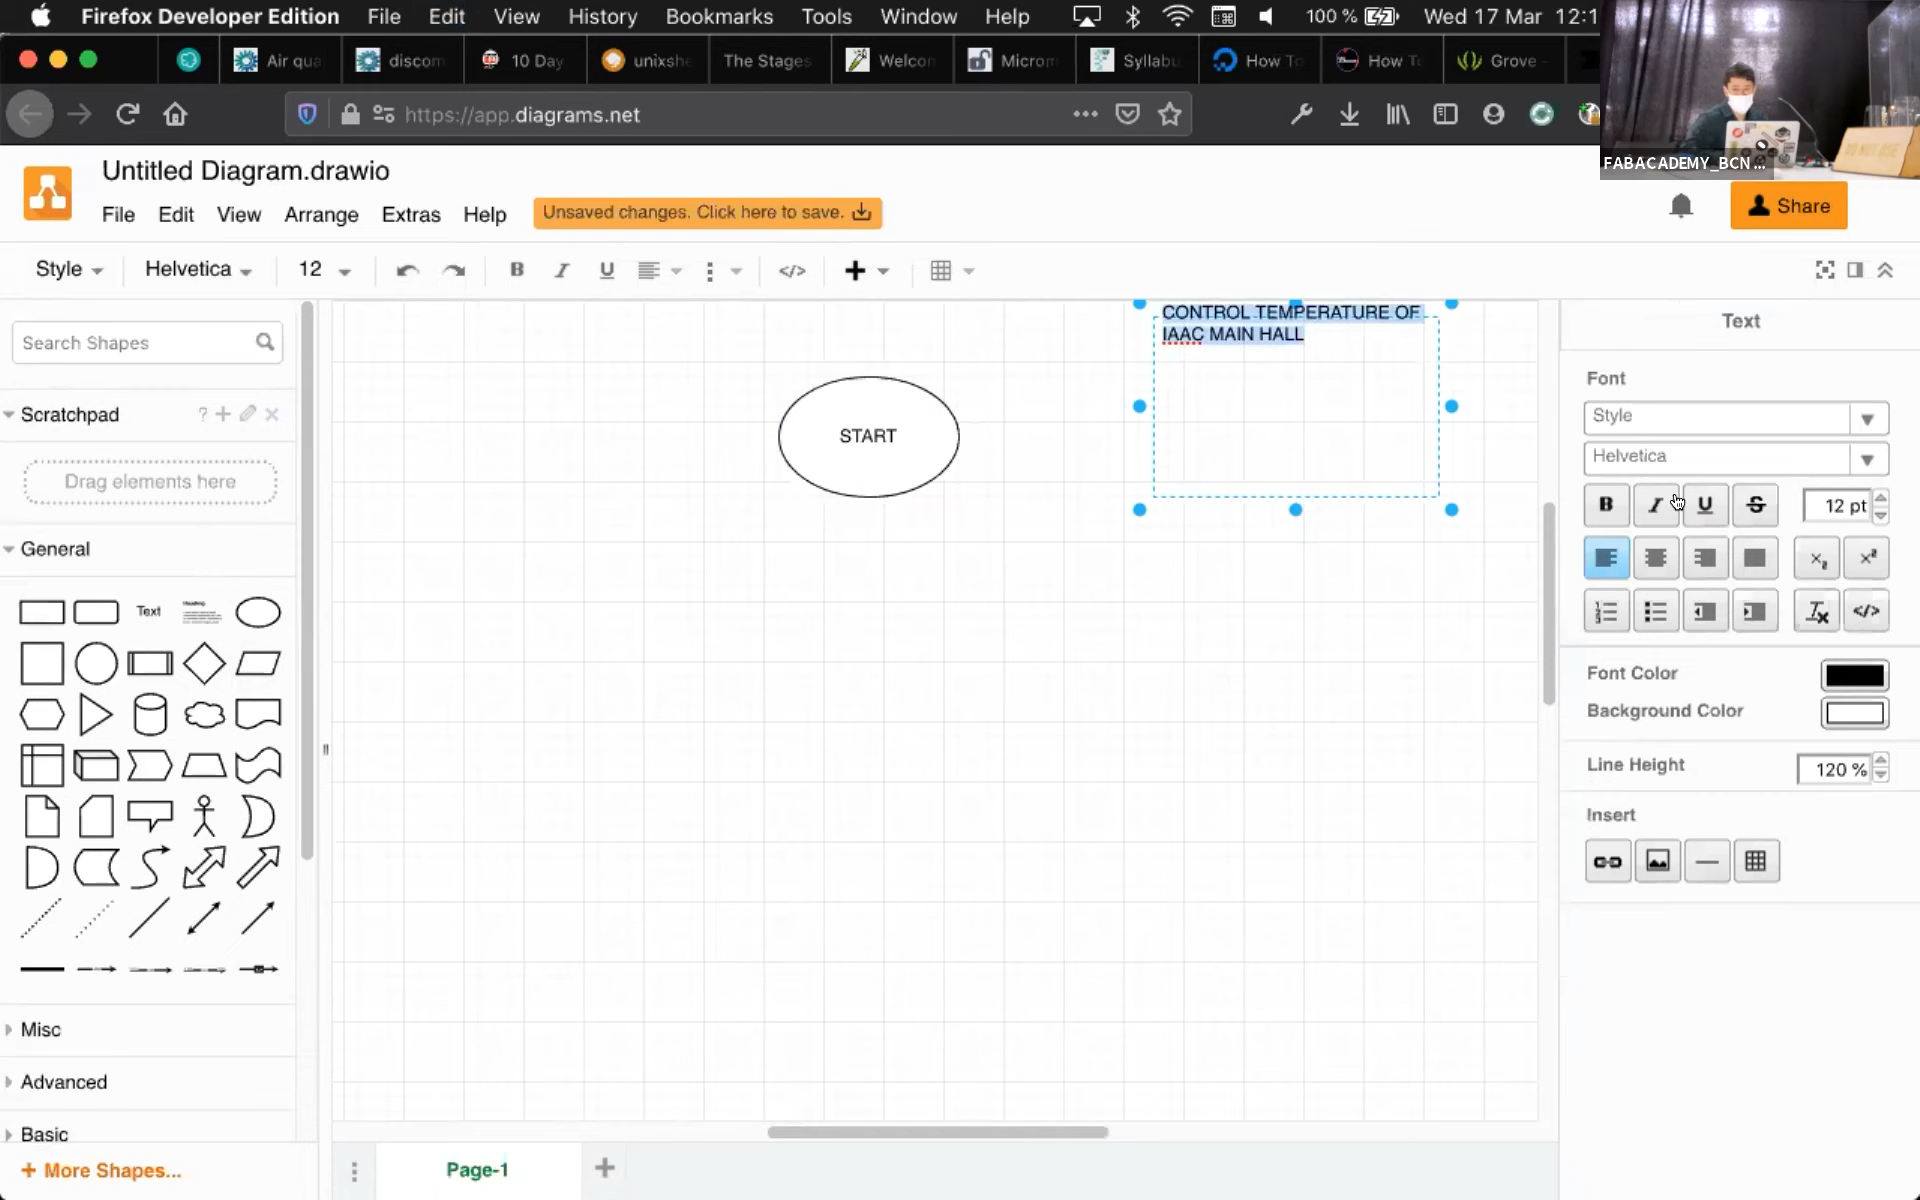 Firefox Developer Edition File Edit View History Bookmarks Tools Window Help 100 % Wed 17 Mar 12:1
Air qua discom 10 Day unixshe The Stages Welcon Microm Syllabu How To How To Grove -
https://app.diagrams.net
FABACADEMY_BCN ...
Untitled Diagram.drawio
File Edit View Arrange Extras Help Unsaved changes. Click here to save. Share
Style Helvetica 12 B I U </>
Search Shapes
Scratchpad ?
Drag elements here
General
Text
Misc
Advanced
Basic
+ More Shapes...
CONTROL TEMPERATURE OF
IAAC MAIN HALL
START
Page-1
Text
Font
Style
Helvetica
B I U S 12 pt
Font Color
Background Color
Line Height 120 %
Insert